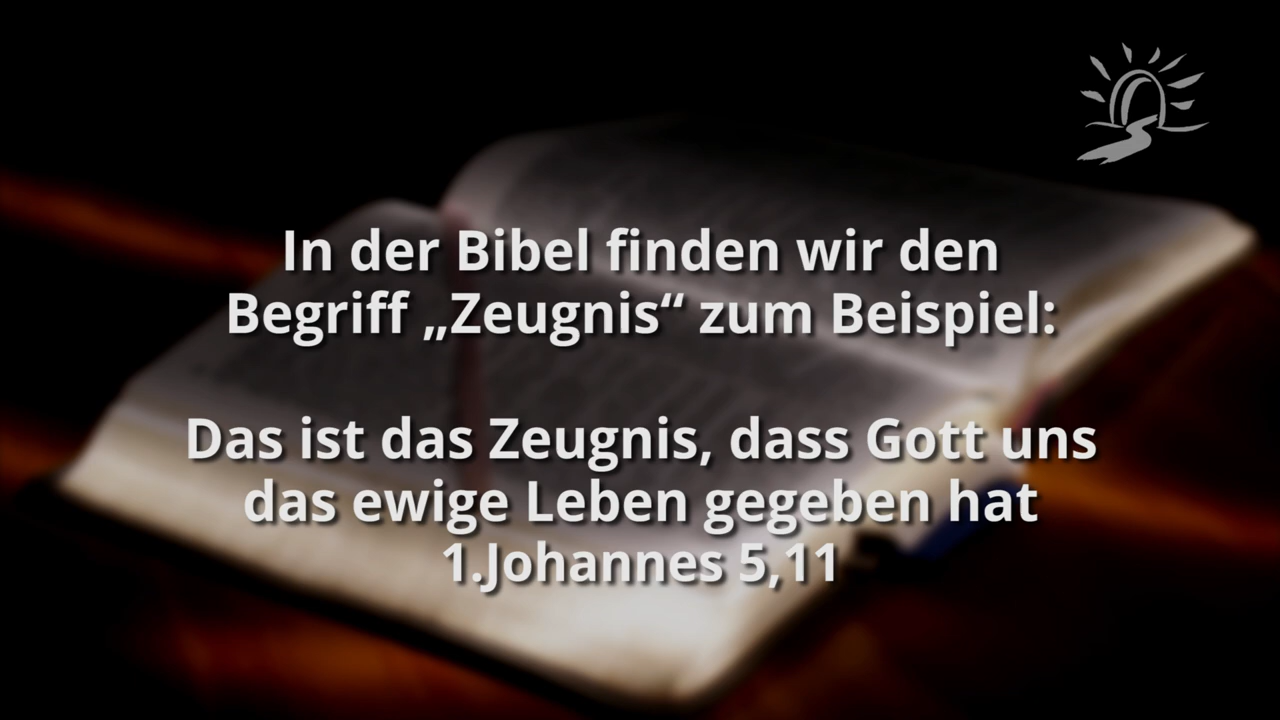 In der Bibel finden wir den
Begriff „Zeugnis“ zum Beispiel:
Das ist das Zeugnis, dass Gott uns
das ewige Leben gegeben hat
1.Johannes 5,11